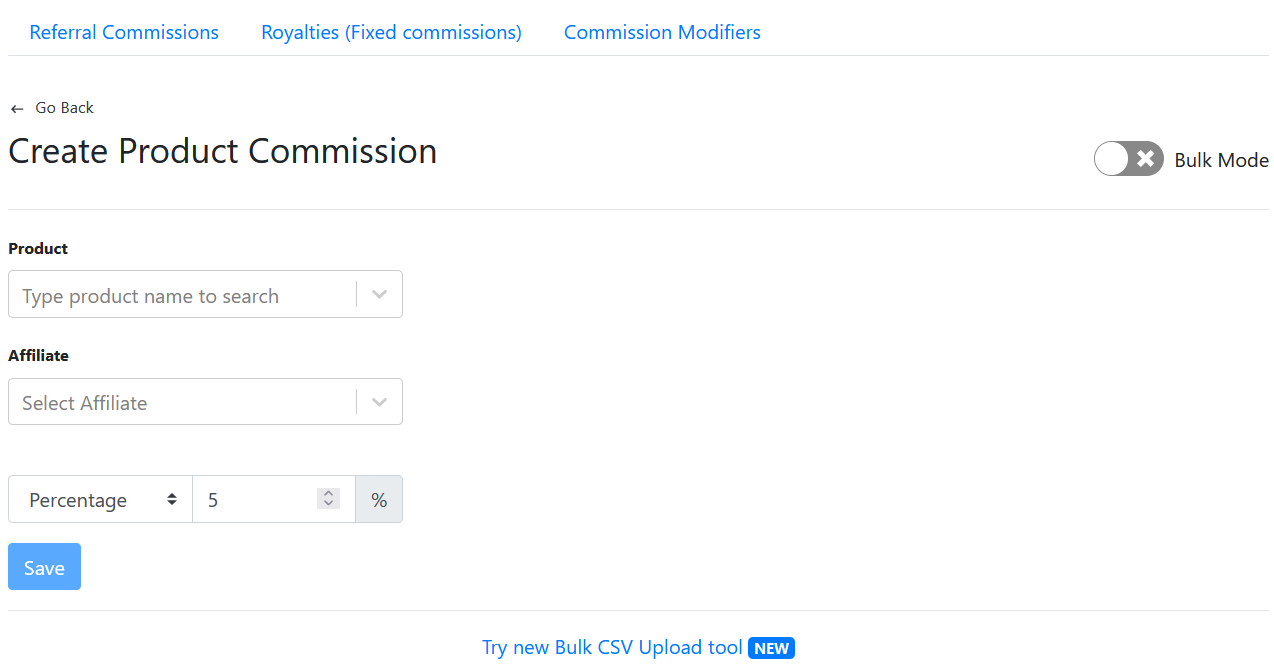 Referral Commissions Royalties (Fixed commissions) Commission Modifiers
← Go Back
Create Product Commission
Bulk Mode
Product
Type product name to search
Affiliate
Select Affiliate
Percentage 5 %
Save
Try new Bulk CSV Upload tool NEW